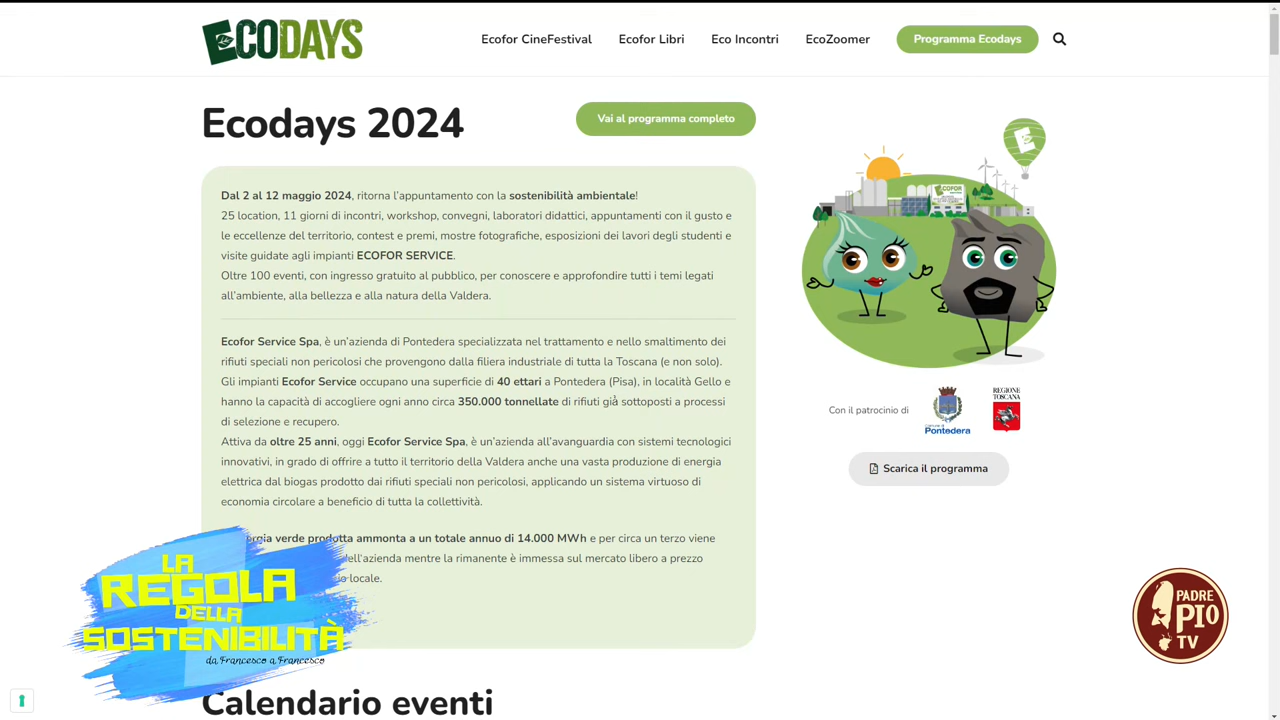 ECODAYS
Ecofor CineFestival
Ecofor Libri
Eco Incontri
EcoZoomer
Programma Ecodays
Ecodays 2024
Vai al programma completo
Dal 2 al 12 maggio 2024, ritorna l'appuntamento con la sostenibilità ambientale!
25 location, 11 giorni di incontri, workshop, convegni, laboratori didattici, appuntamenti con il gusto e
le eccellenze del territorio, contest e premi, mostre fotografiche, esposizioni dei lavori degli studenti e
visite guidate agli impianti ECOFOR SERVICE.
Oltre 100 eventi, con ingresso gratuito al pubblico, per conoscere e approfondire tutti i temi legati
all'ambiente, alla bellezza e alla natura della Valdera.
Ecofor Service Spa, è un'azienda di Pontedera specializzata nel trattamento e nello smaltimento dei
rifiuti speciali non pericolosi che provengono dalla filiera industriale di tutta la Toscana (e non solo).
Gli impianti Ecofor Service occupano una superficie di 40 ettari a Pontedera (Pisa), in località Gello e
hanno la capacità di accogliere ogni anno circa 350.000 tonnellate di rifiuti già sottoposti a processi
di selezione e recupero.
Attiva da oltre 25 anni, oggi Ecofor Service Spa, è un'azienda all'avanguardia con sistemi tecnologici
innovativi, in grado di offrire a tutto il territorio della Valdera anche una vasta produzione di energia
elettrica dal biogas prodotto dai rifiuti speciali non pericolosi, applicando un sistema virtuoso di
economia circolare a beneficio di tutta la collettività.
verde prodotta ammonta a un totale annuo di 14.000 MWh e per circa un terzo viene
dell'azienda mentre la rimanente è immessa sul mercato libero a prezzo
locale.
Calendario eventi
E
ECOFOR
Con il patrocinio di
Comune di
Pontedera
REGIONE
TOSCANA
Scarica il programma
LA
REGOLA
DELLA
SOSTENIBILITÀ
da Francesco a Francesco
PADRE
PIO
TV